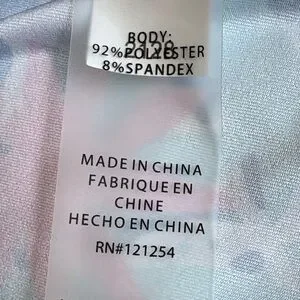 BODY:
92%POLYESTER
8%SPANDEX
MADE IN CHINA
FABRIQUE EN
CHINE
HECHO EN CHINA
RN#121254